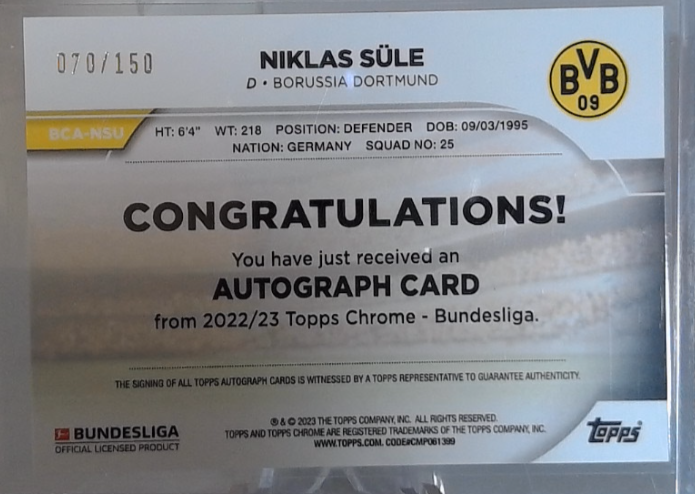 070/150
NIKLAS SÜLE
D • BORUSSIA DORTMUND
BVB
09
BCA-NSU
HT: 6'4" WT: 218 POSITION: DEFENDER DOB: 09/03/1995
NATION: GERMANY SQUAD NO: 25
CONGRATULATIONS!
You have just received an
AUTOGRAPH CARD
from 2022/23 Topps Chrome - Bundesliga.
THE SIGNING OF ALL TOPPS AUTOGRAPH CARDS IS WITNESSED BY A TOPPS REPRESENTATIVE TO GUARANTEE AUTHENTICITY.
BUNDESLIGA
OFFICIAL LICENSED PRODUCT
® & © 2023 THE TOPPS COMPANY, INC. ALL RIGHTS RESERVED.
TOPPS AND TOPPS CHROME ARE REGISTERED TRADEMARKS OF THE TOPPS COMPANY, INC.
WWW.TOPPS.COM. CODE#CMP061399
topps